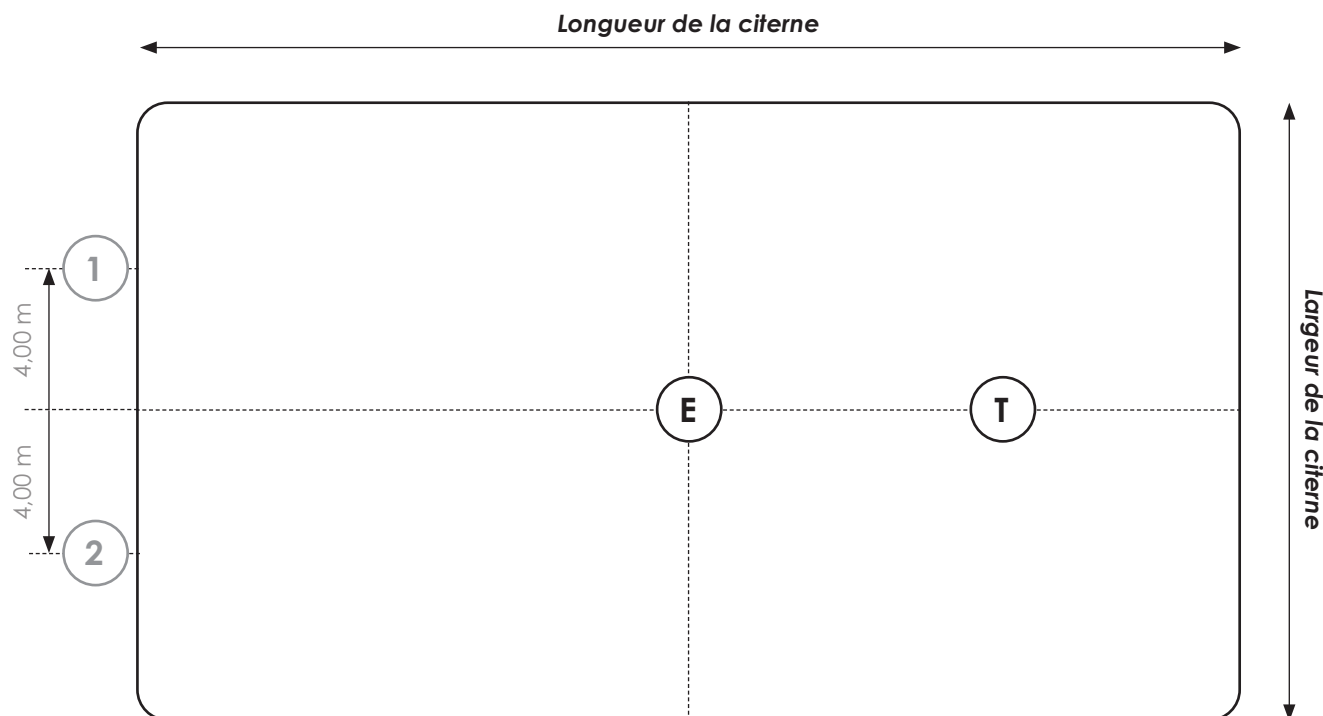 Longueur de la citerne
1
4,00 m
E
T
Largeur de la citerne
4,00 m
2